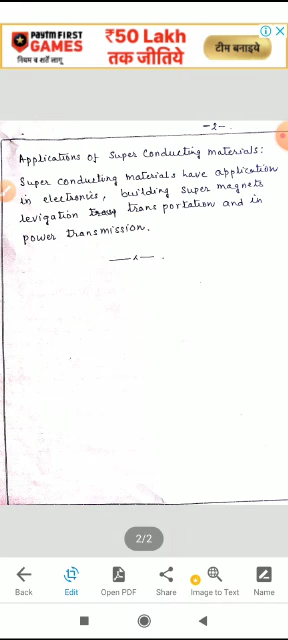 Paytm FIRST
GAMES
नियम व शर्तें लागू
₹50 Lakh
तक जीतिये
टीम बनाइये
-2-
Applications of Super Conducting materials:
Super conducting materials have application
in electronics, building super magnets
levigation trans portation and in
power transmission.
—x—.
2/2
Back
Edit
Open PDF
Share
Image to Text
Name